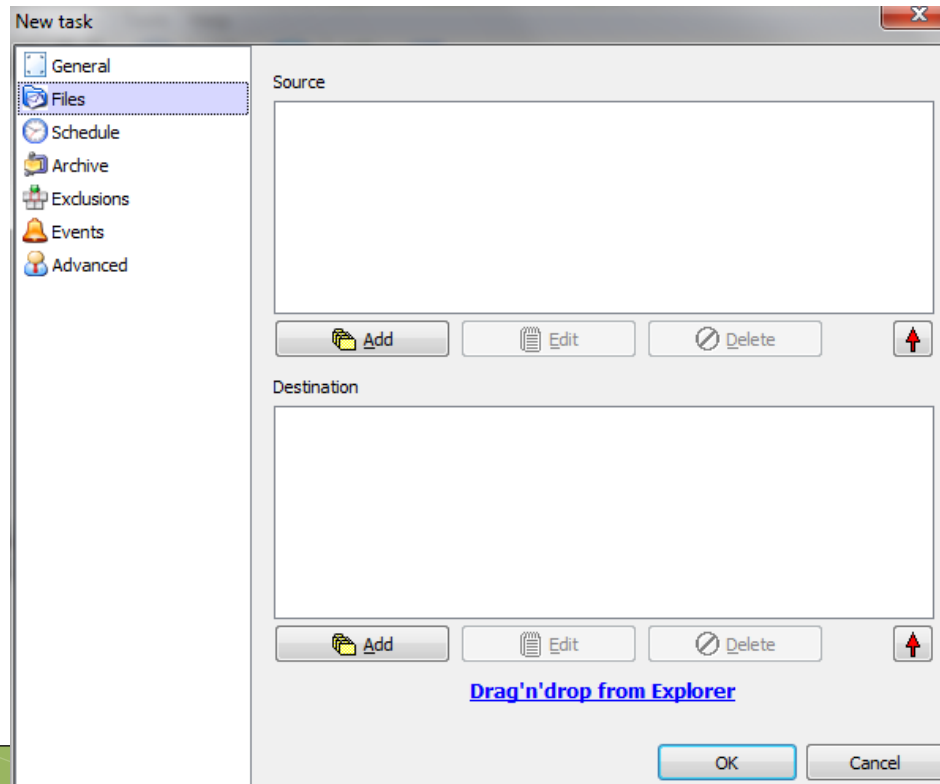 New task
General
Files
Schedule
Archive
Exclusions
Events
Advanced
Source
Add Edit Delete
Destination
Add Edit Delete
Drag'n'drop from Explorer
OK Cancel